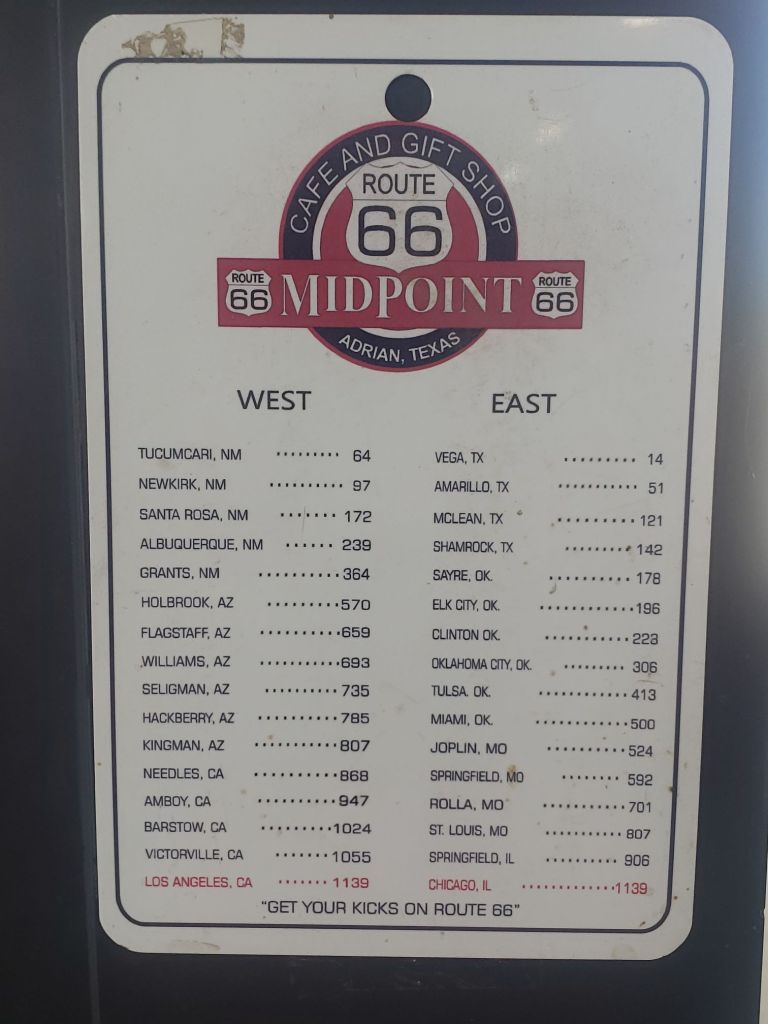 CAFE AND GIFT SHOP
ROUTE
66
ROUTE
66
MIDPOINT
ROUTE
66
ADRIAN, TEXAS
WEST
TUCUMCARI, NM ......... 64
NEWKIRK, NM .......... 97
SANTA ROSA, NM ....... 172
ALBUQUERQUE, NM ...... 239
GRANTS, NM ..........364
HOLBROOK, AZ ..........570
FLAGSTAFF, AZ ..........659
WILLIAMS, AZ ..........693
SELIGMAN, AZ ..........735
HACKBERRY, AZ ..........785
KINGMAN, AZ ...........807
NEEDLES, CA ...........868
AMBOY, CA ..........947
BARSTOW, CA .........1024
VICTORVILLE, CA .......1055
LOS ANGELES, CA ....... 1139
EAST
VEGA, TX ......... 14
AMARILLO, TX ........... 51
MCLEAN, TX ..........121
SHAMROCK, TX .........142
SAYRE, OK. .......... 178
ELK CITY, OK. ............196
CLINTON OK. ...........223
OKLAHOMA CITY, OK. ........ 306
TULSA. OK. ............413
MIAMI, OK. ............500
JOPLIN, MO ...........524
SPRINGFIELD, MO ........ 592
ROLLA, MO ...........701
ST. LOUIS, MO .......... 807
SPRINGFIELD, IL .......... 906
CHICAGO, IL .............1139
"GET YOUR KICKS ON ROUTE 66"